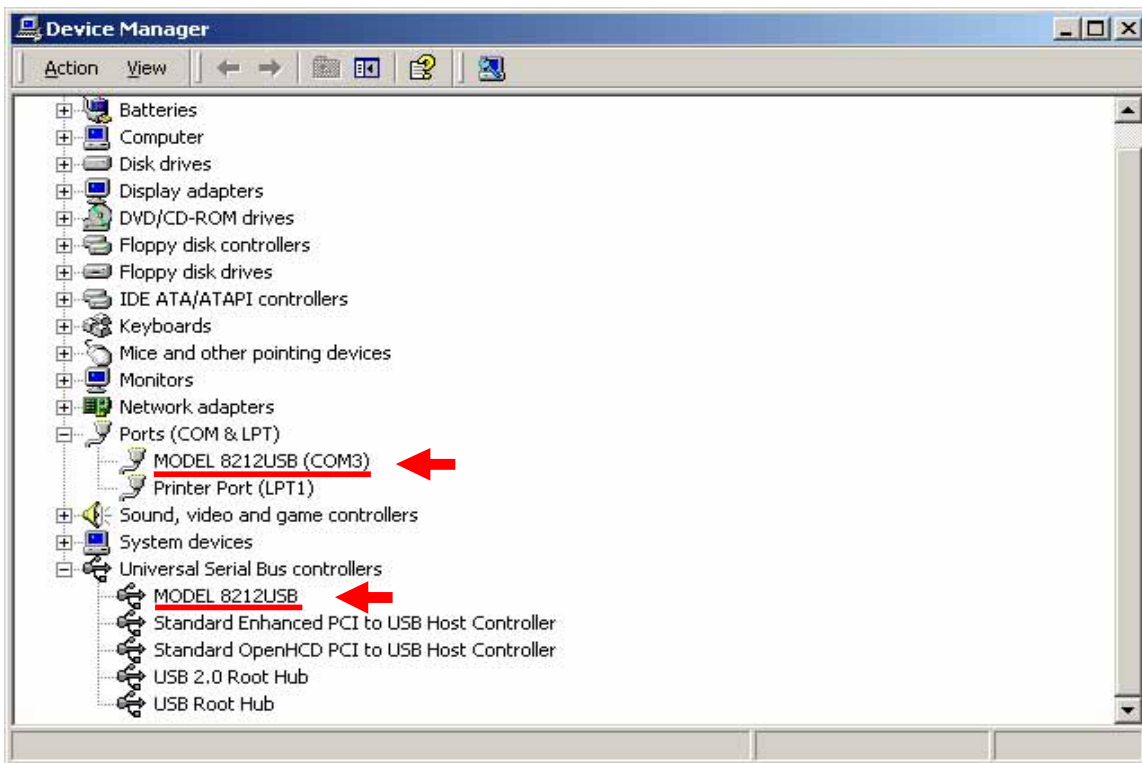 Device Manager
Action View
Batteries
Computer
Disk drives
Display adapters
DVD/CD-ROM drives
Floppy disk controllers
Floppy disk drives
IDE ATA/ATAPI controllers
Keyboards
Mice and other pointing devices
Monitors
Network adapters
Ports (COM & LPT)
MODEL 8212USB (COM3)
Printer Port (LPT1)
Sound, video and game controllers
System devices
Universal Serial Bus controllers
MODEL 8212USB
Standard Enhanced PCI to USB Host Controller
Standard OpenHCD PCI to USB Host Controller
USB 2.0 Root Hub
USB Root Hub